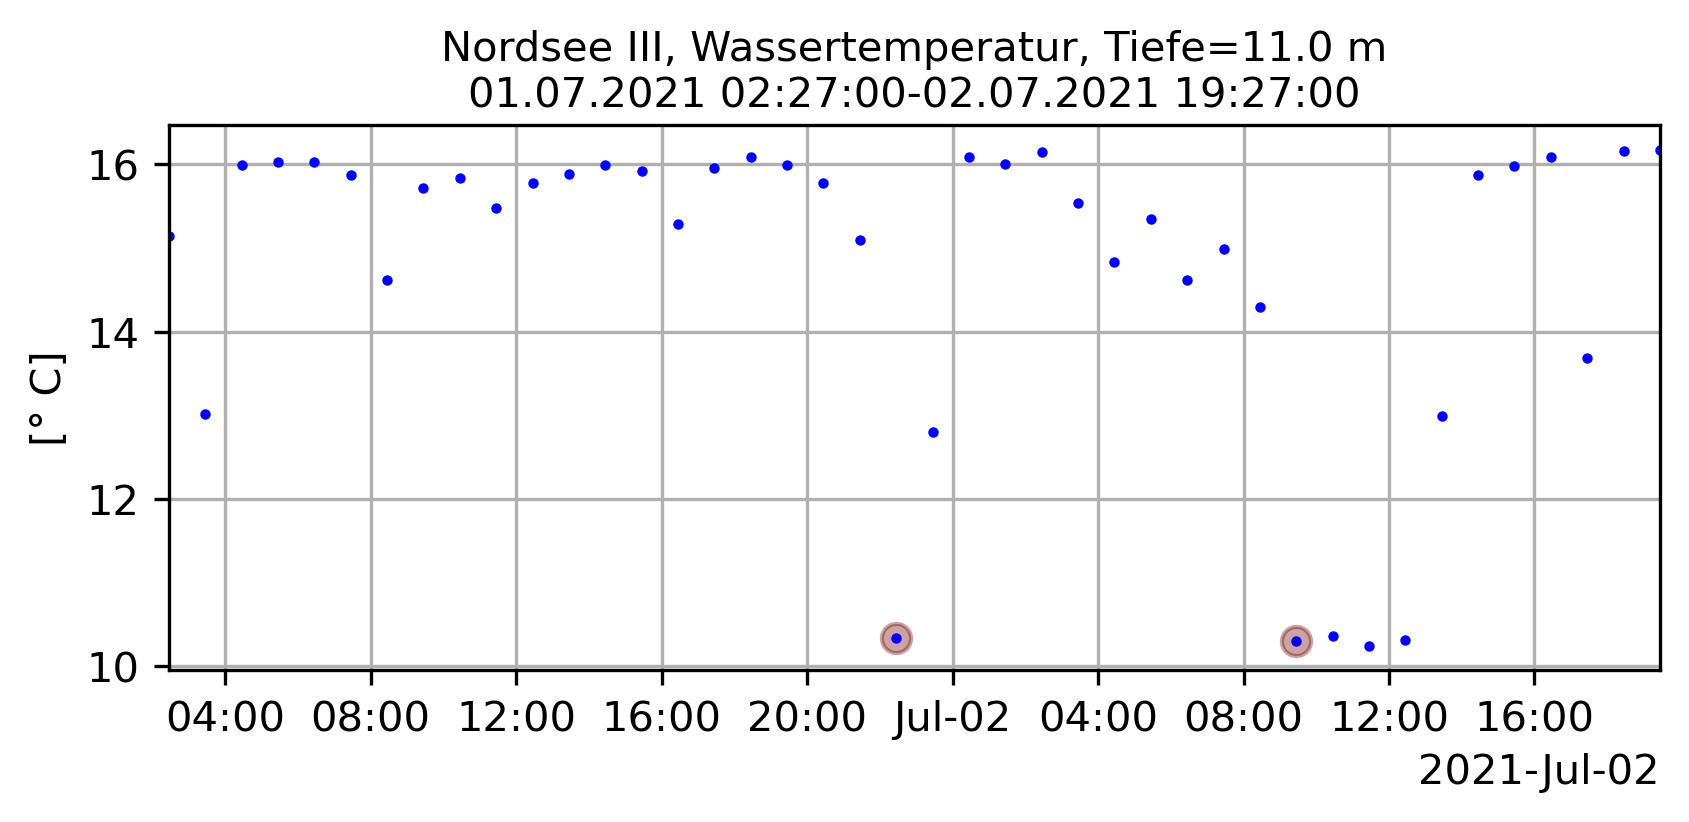 Nordsee III, Wassertemperatur, Tiefe=11.0 m
01.07.2021 02:27:00-02.07.2021 19:27:00
16
14
12
10
[° C]
04:00 08:00 12:00 16:00 20:00 Jul-02 04:00 08:00 12:00 16:00
2021-Jul-02